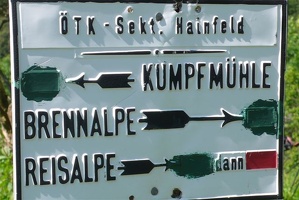 ÖTK - Sekt. Hainfeld
KUMPFMÜHLE
BRENNALPE
REISALPE dann